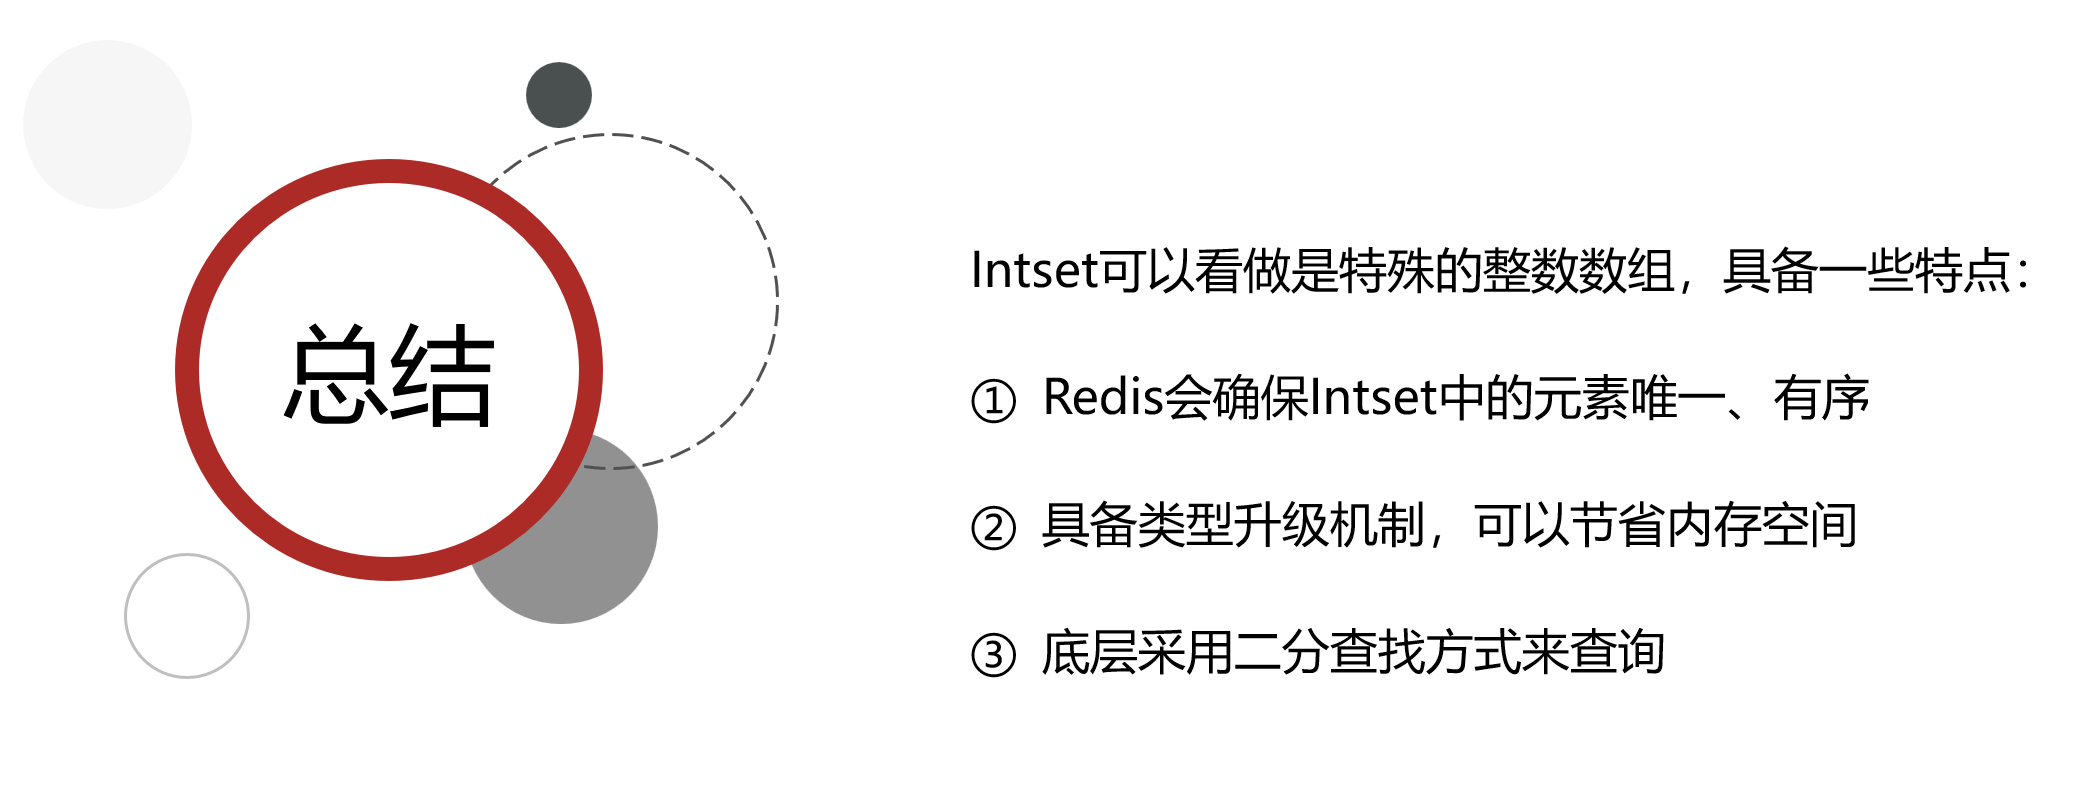 总结
Intset可以看做是特殊的整数数组，具备一些特点：
① Redis会确保Intset中的元素唯一、有序
② 具备类型升级机制，可以节省内存空间
③ 底层采用二分查找方式来查询